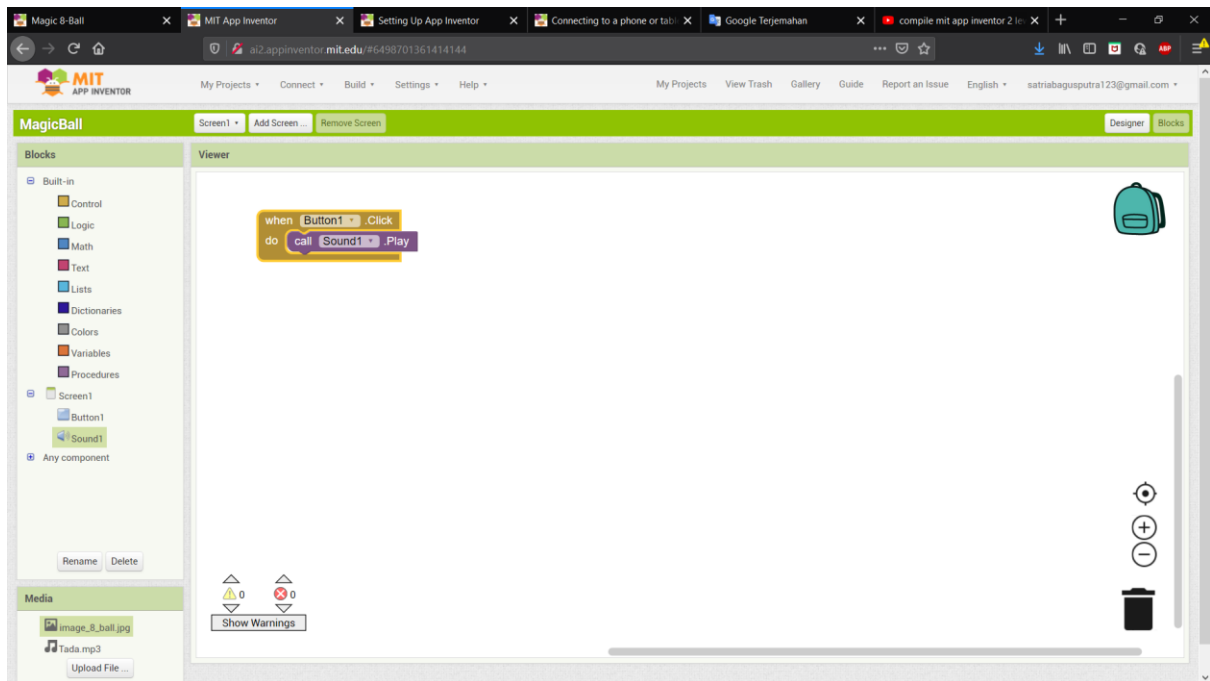 Magic 8-Ball
MIT App Inventor
Setting Up App Inventor
Connecting to a phone or tabl
Google Terjemahan
compile mit app inventor 2 le
ai2.appinventor.mit.edu/#6498701361414144
ABP
MIT
APP INVENTOR
My Projects Connect Build Settings Help
My Projects View Trash Gallery Guide Report an Issue English satriabagusputra123@gmail.com
MagicBall
Screen1 Add Screen ... Remove Screen
Designer Blocks
Blocks
Viewer
Built-in
Control
Logic
Math
Text
Lists
Dictionaries
Colors
Variables
Procedures
Screen1
Button1
Sound1
Any component
Rename Delete
Media
image_8_ball.jpg
Tada.mp3
Upload File ...
when Button1 .Click
do call Sound1 .Play
0 0
Show Warnings